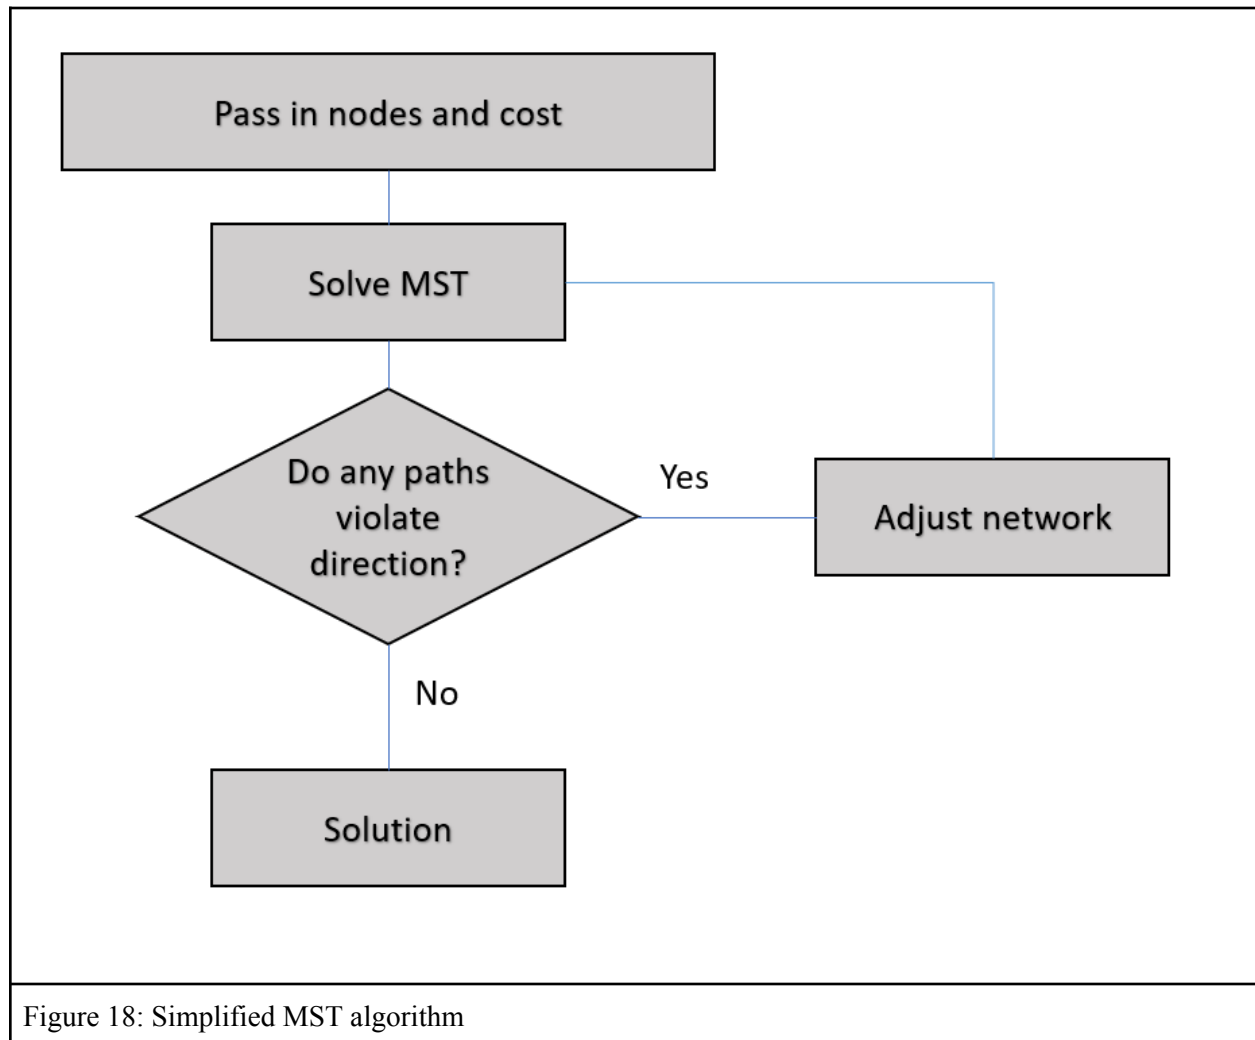 Pass in nodes and cost
Solve MST
Do any paths
violate
direction?
Yes
Adjust network
No
Solution
Figure 18: Simplified MST algorithm